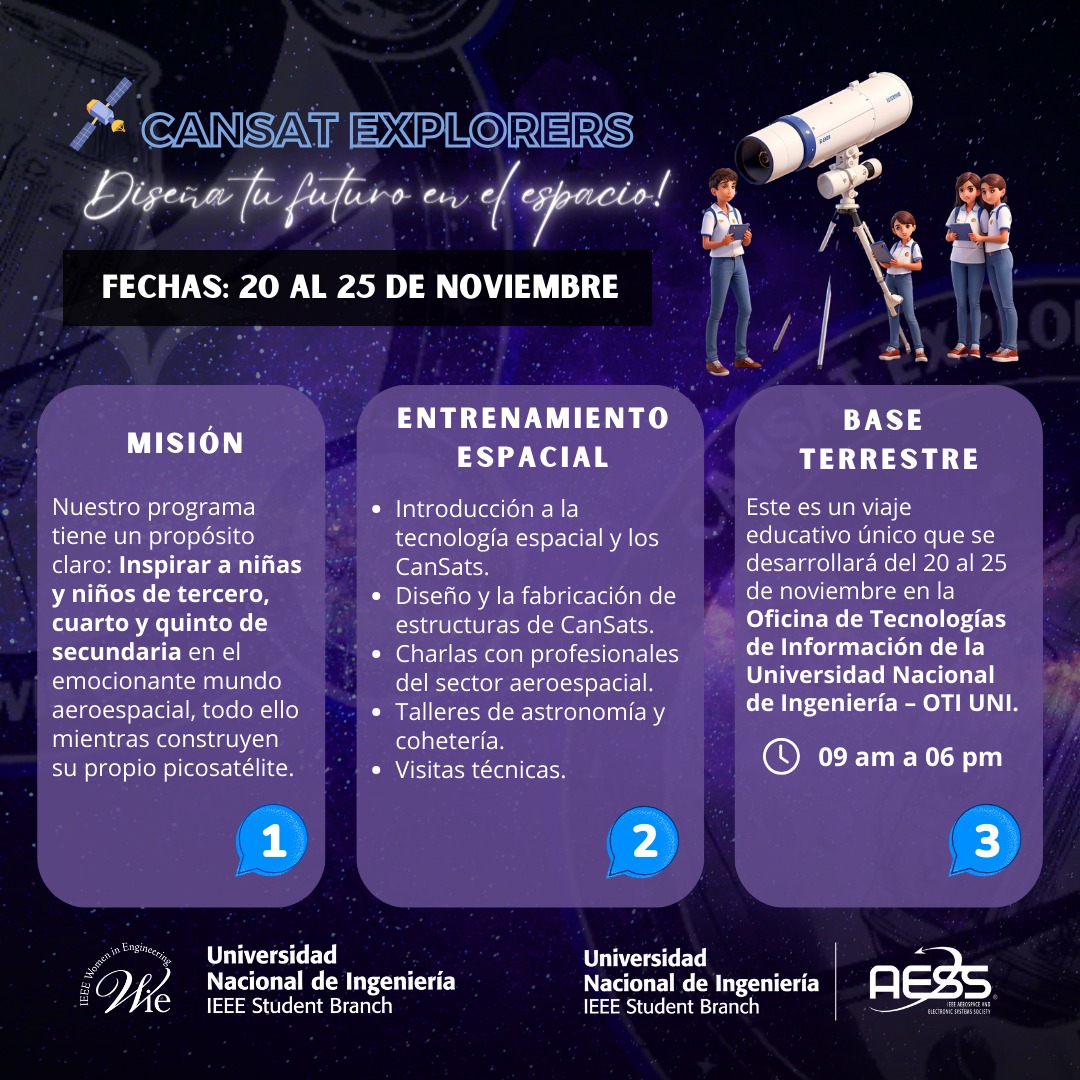 CANSAT EXPLORERS
Diseña tu futuro en el espacio!
FECHAS: 20 AL 25 DE NOVIEMBRE
MISIÓN
Nuestro programa
tiene un propósito
claro: Inspirar a niñas
y niños de tercero,
cuarto y quinto de
secundaria en el
emocionante mundo
aeroespacial, todo ello
mientras construyen
su propio picosatélite.
1
ENTRENAMIENTO
ESPACIAL
• Introducción a la
tecnología espacial y los
CanSats.
• Diseño y la fabricación de
estructuras de CanSats.
• Charlas con profesionales
del sector aeroespacial.
• Talleres de astronomía y
cohetería.
• Visitas técnicas.
2
BASE
TERRESTRE
Este es un viaje
educativo único que se
desarrollará del 20 al 25
de noviembre en la
Oficina de Tecnologías
de Información de la
Universidad Nacional
de Ingeniería – OTI UNI.
09 am a 06 pm
3
CANSAT EXPLO
IEEE Women in Engineering
Wie
Universidad
Nacional de Ingeniería
IEEE Student Branch
Universidad
Nacional de Ingeniería
IEEE Student Branch
AESS
IEEE AEROSPACE AND
ELECTRONIC SYSTEMS SOCIETY